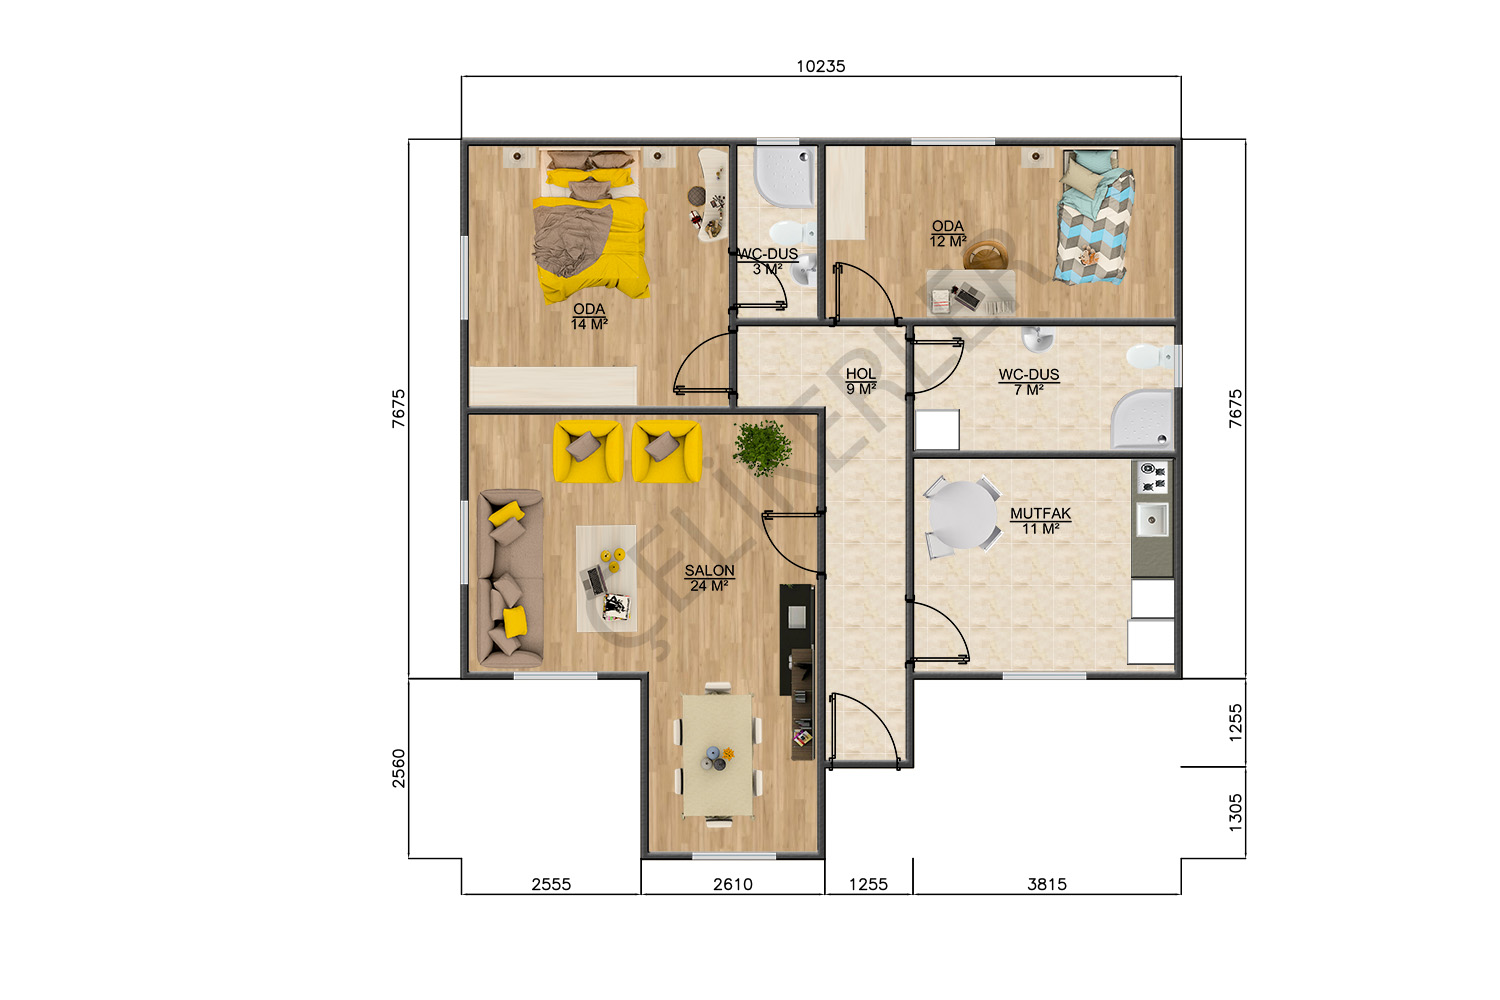 10235
ODA
12 M²
WC-DUS
3 M²
ODA
14 M²
HOL
9 M²
WC-DUS
7 M²
7675
7675
MUTFAK
11 M²
SALON
24 M²
ÇELİKERLER
2560
1255
1305
2555
2610
1255
3815